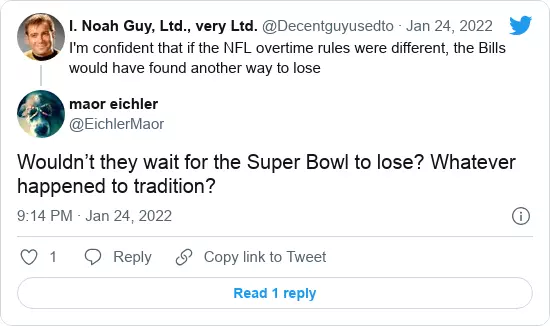 I. Noah Guy, Ltd., very Ltd. @Decentguyusedto · Jan 24, 2022
I'm confident that if the NFL overtime rules were different, the Bills
would have found another way to lose
maor eichler
@EichlerMaor
Wouldn’t they wait for the Super Bowl to lose? Whatever
happened to tradition?
9:14 PM · Jan 24, 2022
1 Reply Copy link to Tweet
Read 1 reply